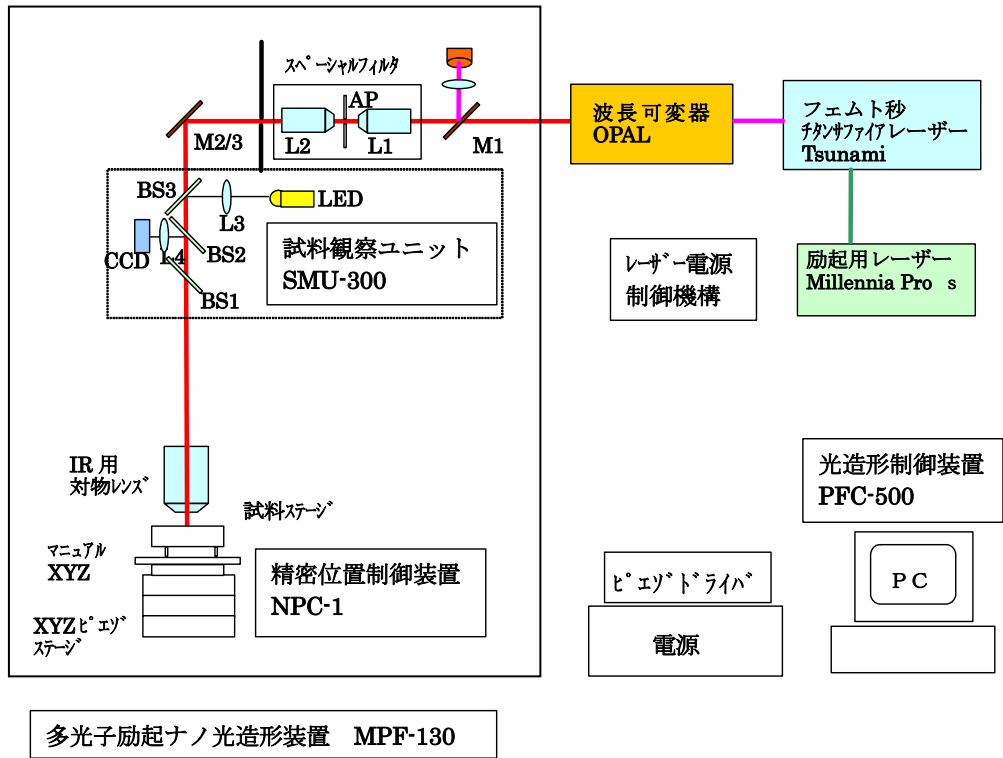 スペーシャルフィルタ
AP
L2
L1
M1
M2/3
波長可変器
OPAL
フェムト秒
チタンサファイアレーザー
Tsunami
BS3
LED
L3
CCD
L4
BS2
BS1
試料観察ユニット
SMU-300
レーザー電源
制御機構
励起用レーザー
Millennia Pro s
IR 用
対物レンズ
試料ステージ
マニュアル
XYZ
XYZピエゾ
ステージ
精密位置制御装置
NPC-1
光造形制御装置
PFC-500
ピエゾドライバ
電源
PC
多光子励起ナノ光造形装置 MPF-130